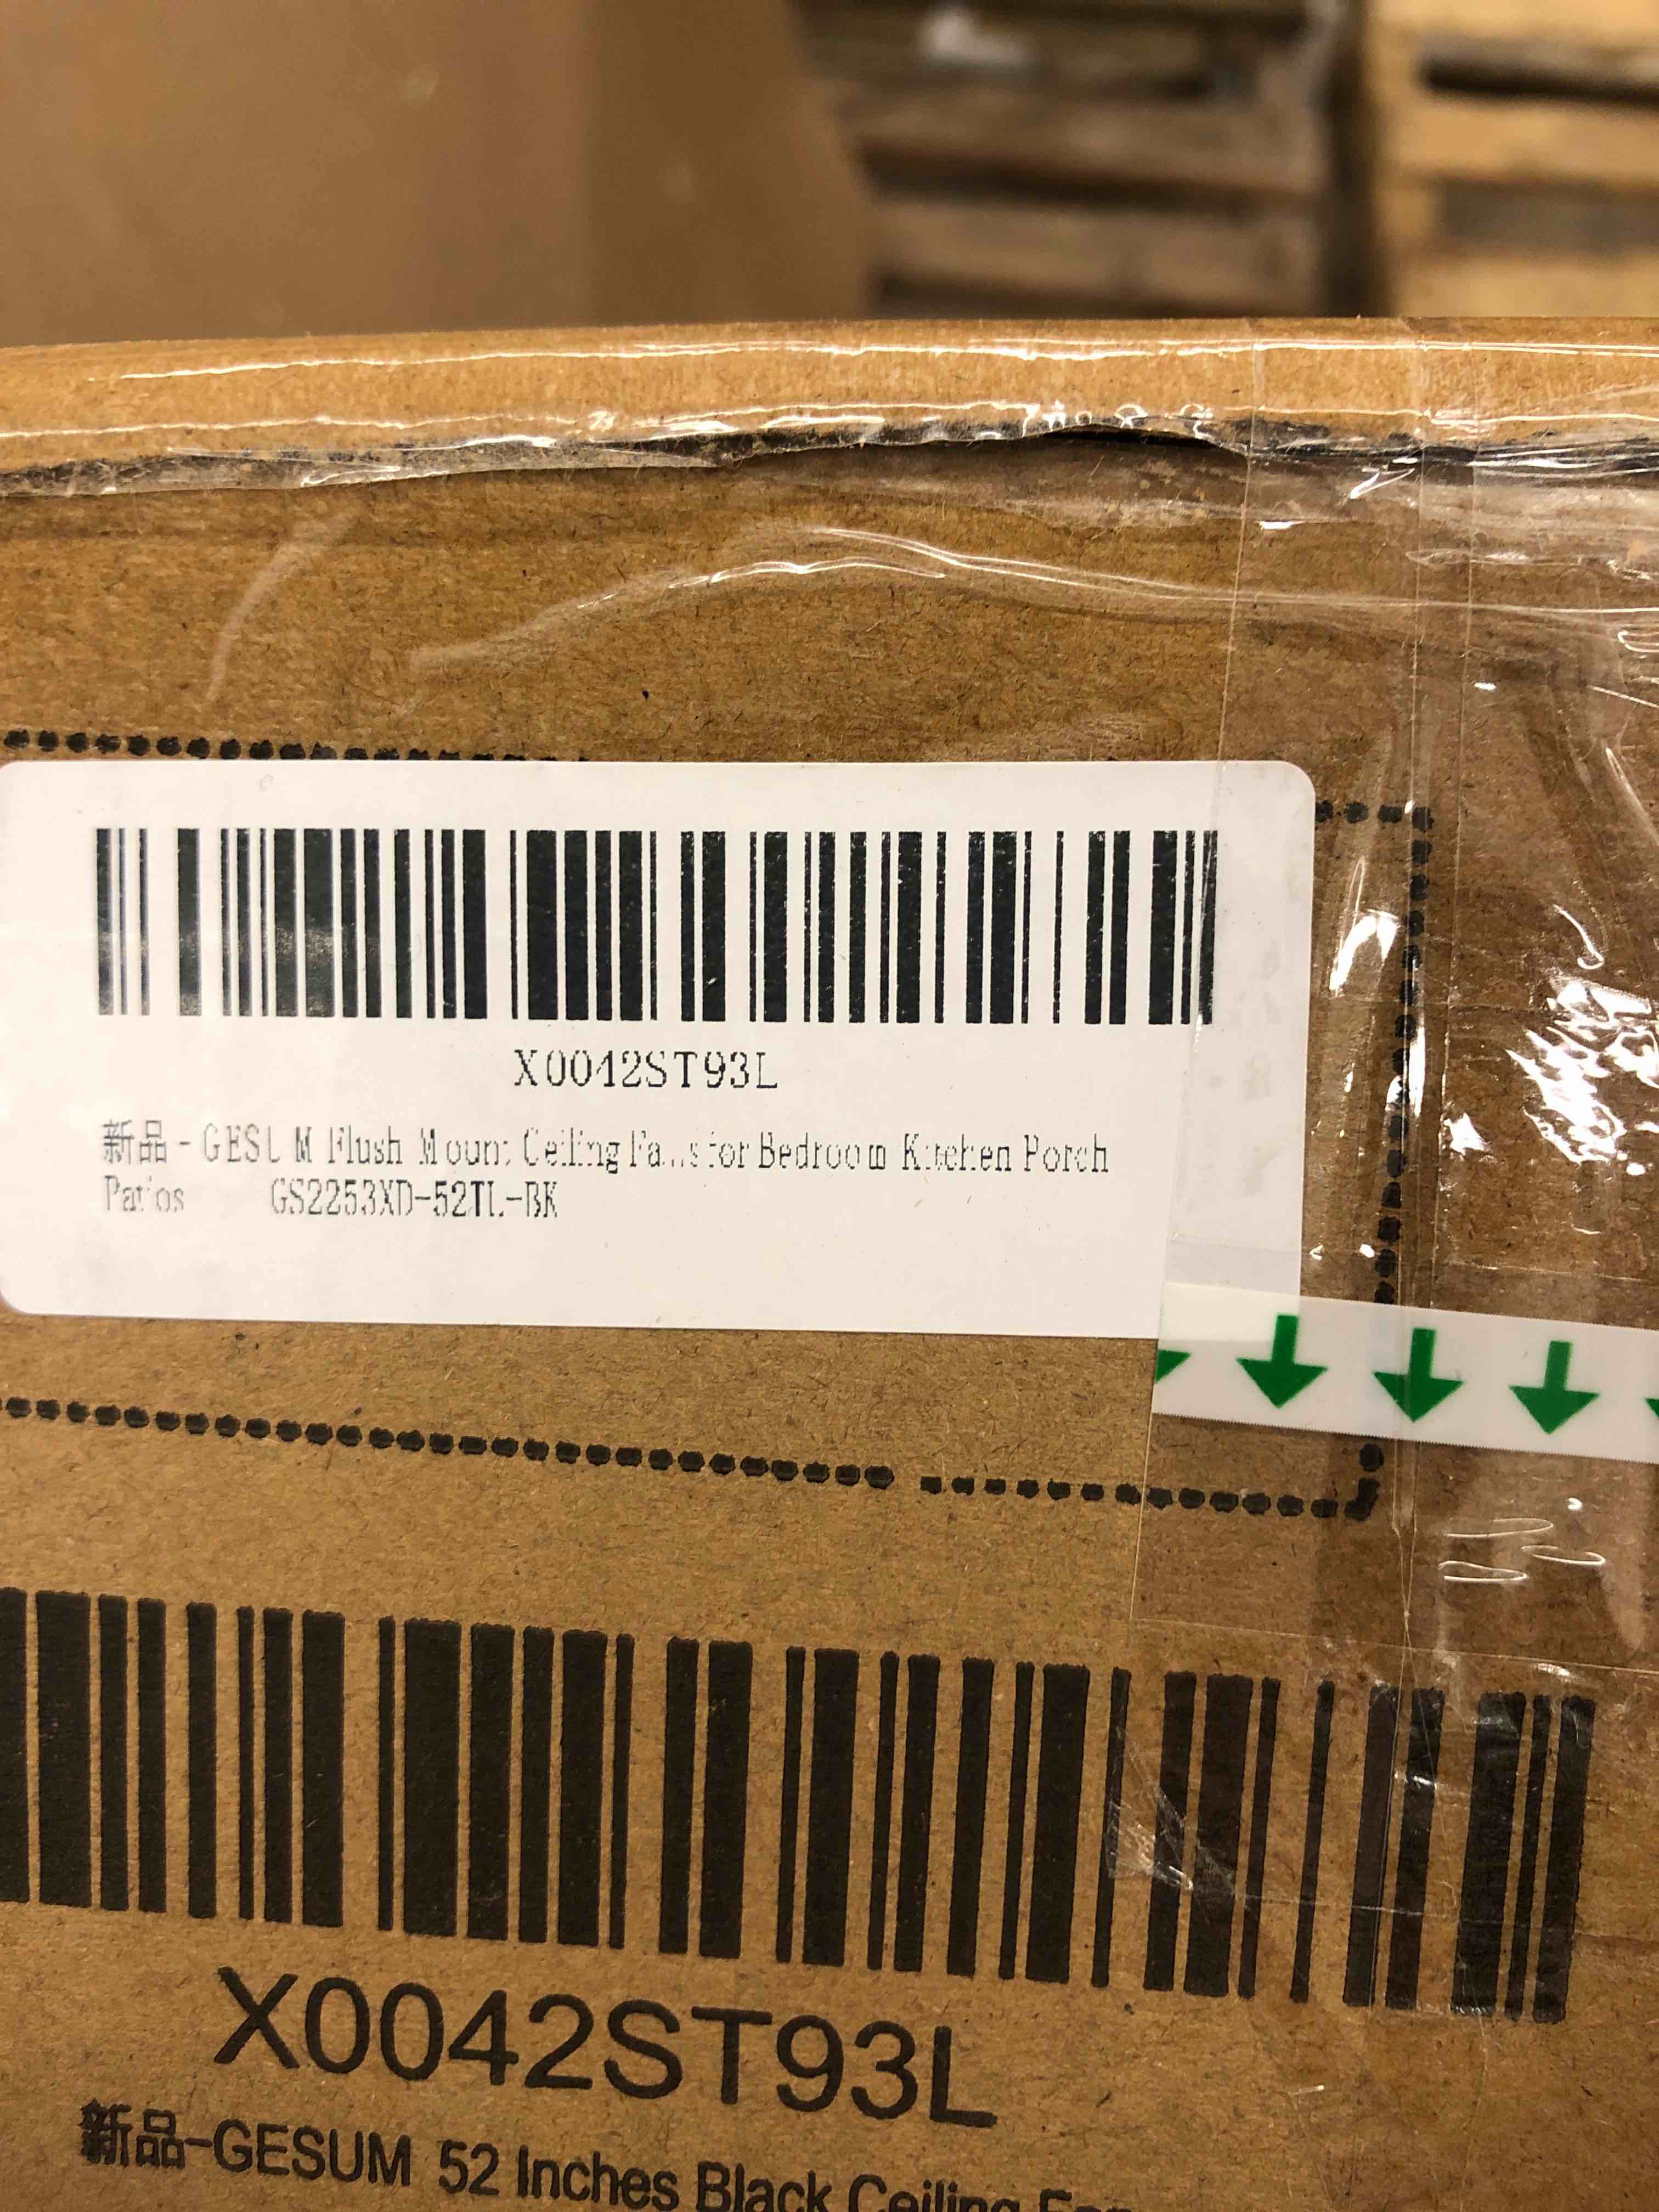 X0042ST93L
新品 - GESUM Flush Mount Ceiling Fans for Bedroom Kitchen Porch
Patios GS2253XD-52TL-BK
X0042ST93L
新品-GESUM 52 Inches Black Ceiling Fan